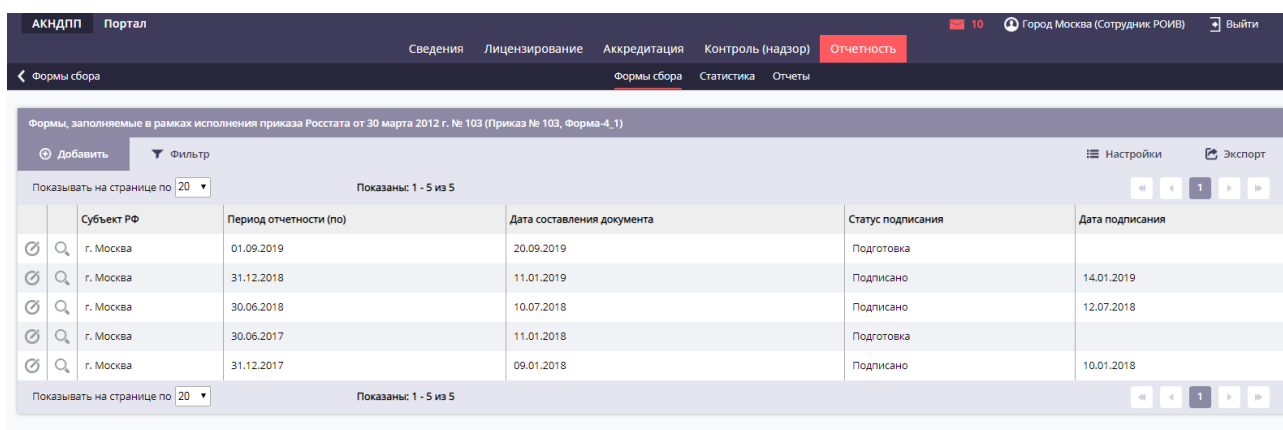 АКНДПП Портал 10 Город Москва (Сотрудник РОИВ) Выйти
Сведения Лицензирование Аккредитация Контроль (надзор) Отчетность
Формы сбора Формы сбора Статистика Отчеты
Формы, заполняемые в рамках исполнения приказа Росстата от 30 марта 2012 г. № 103 (Приказ № 103, Форма-4_1)
Добавить Фильтр Настройки Экспорт
Показывать на странице по 20 Показаны: 1 - 5 из 5 1
Субъект РФ Период отчетности (по) Дата составления документа Статус подписания Дата подписания
г. Москва 01.09.2019 20.09.2019 Подготовка
г. Москва 31.12.2018 11.01.2019 Подписано 14.01.2019
г. Москва 30.06.2018 10.07.2018 Подписано 12.07.2018
г. Москва 30.06.2017 11.01.2018 Подготовка
г. Москва 31.12.2017 09.01.2018 Подписано 10.01.2018
Показывать на странице по 20 Показаны: 1 - 5 из 5 1